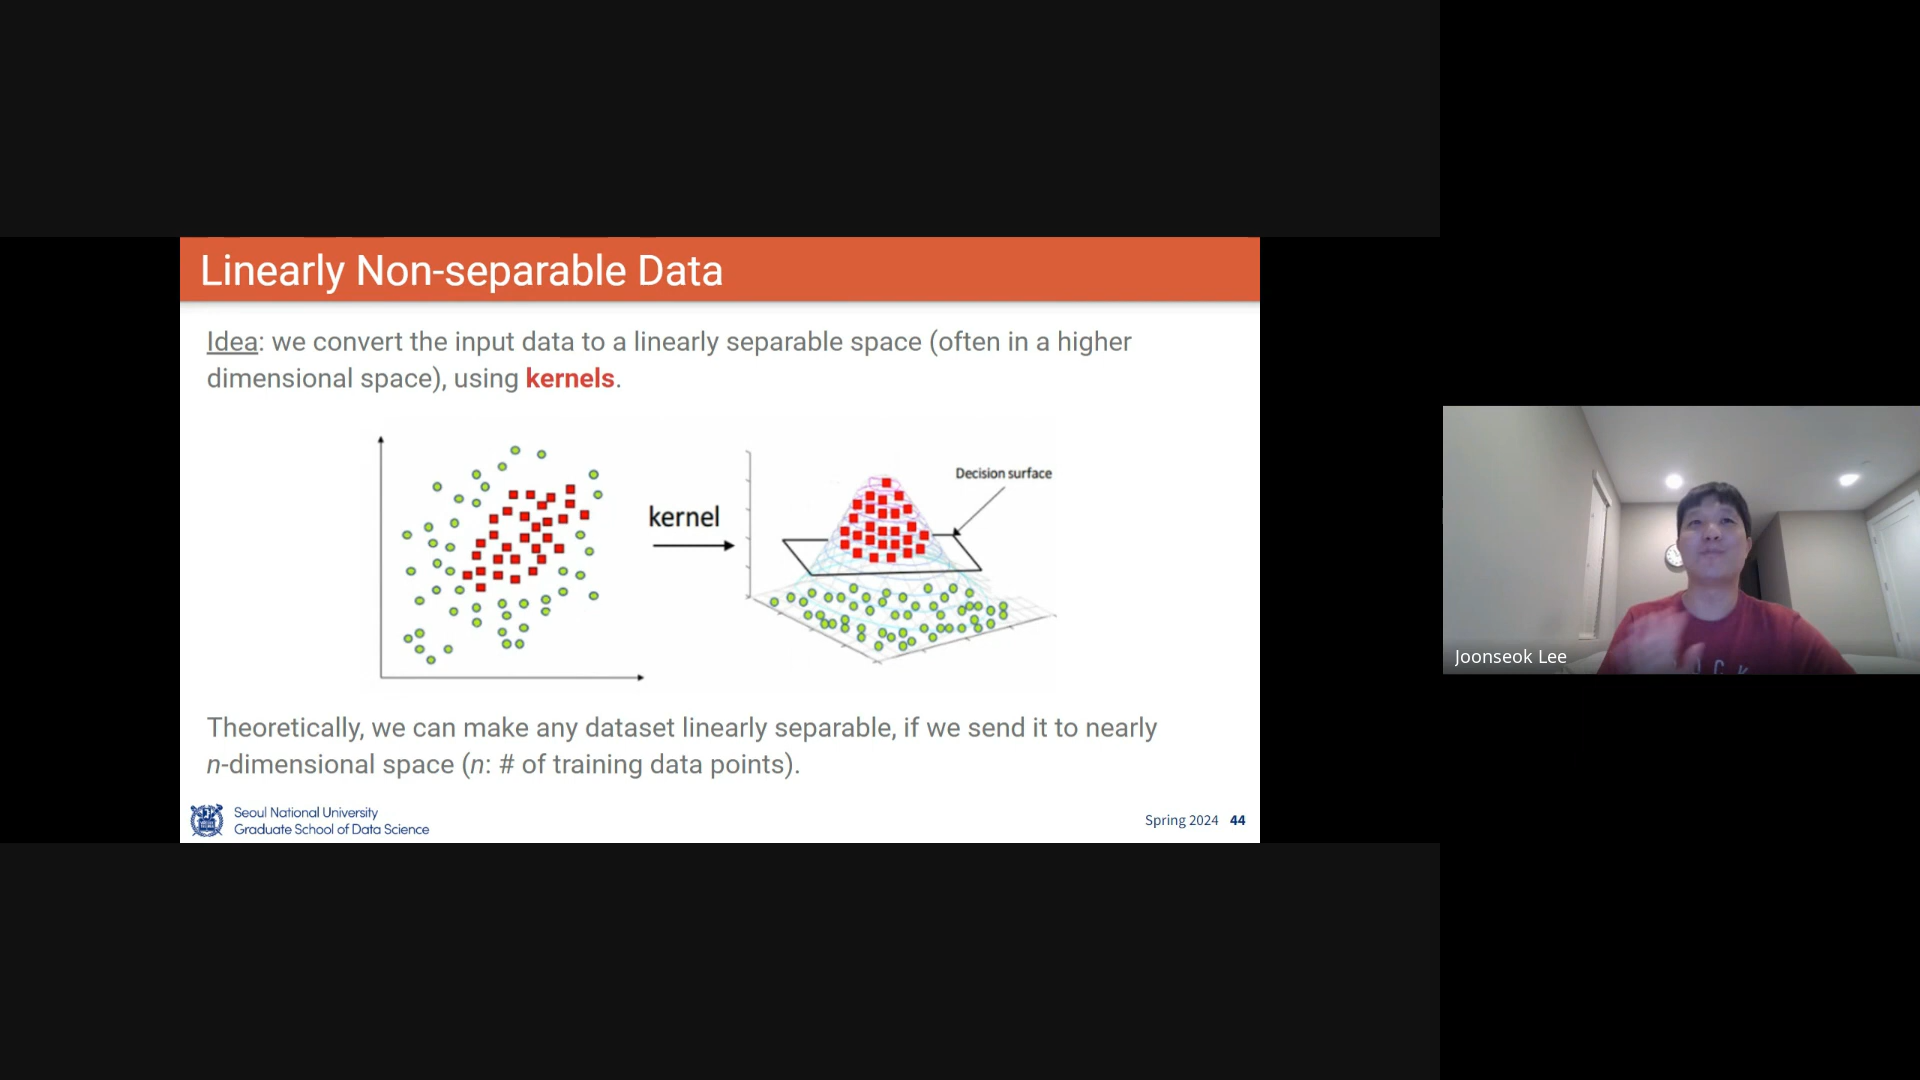 Linearly Non-separable Data
Idea: we convert the input data to a linearly separable space (often in a higher
dimensional space), using kernels.
kernel
Decision surface
Theoretically, we can make any dataset linearly separable, if we send it to nearly
n-dimensional space (n: # of training data points).
Seoul National University
Graduate School of Data Science
Spring 2024 44
Joonseok Lee